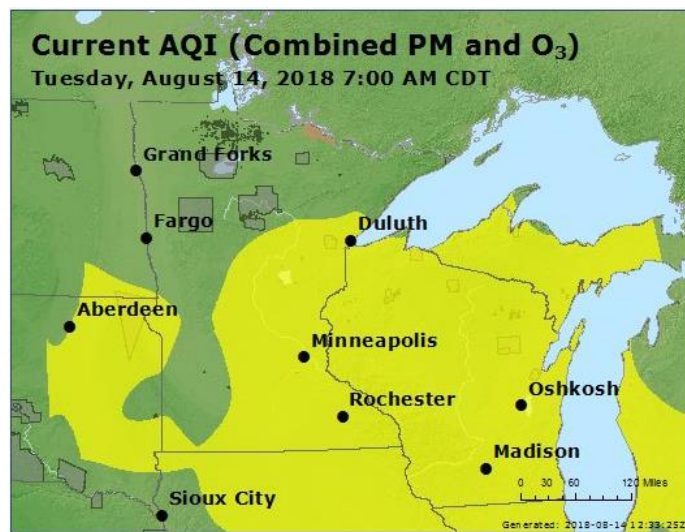 Current AQI (Combined PM and O₃)
Tuesday, August 14, 2018 7:00 AM CDT
Grand Forks
Fargo
Duluth
Aberdeen
Minneapolis
Rochester
Oshkosh
Madison
0 30 60 120 Miles
Sioux City
Generated: 2018-08-14 12:33:25Z